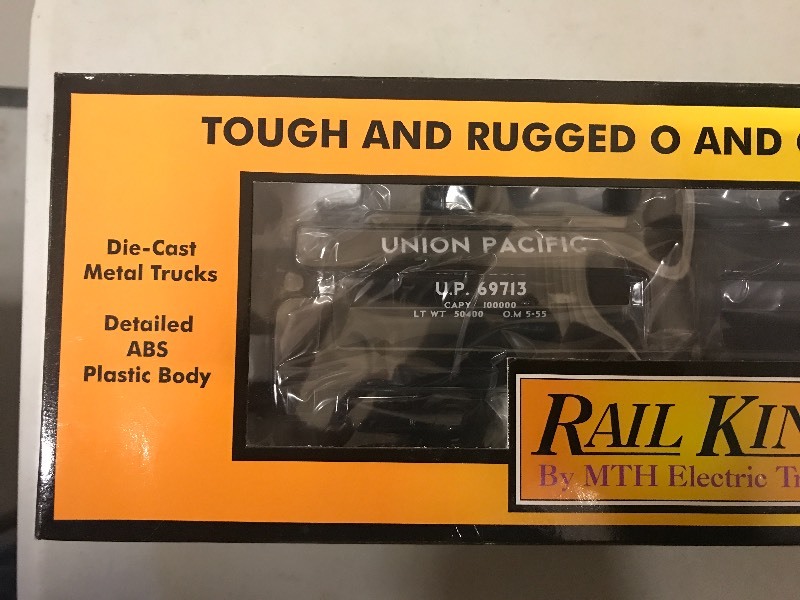 TOUGH AND RUGGED O AND
Die-Cast
Metal Trucks
Detailed
ABS
Plastic Body
UNION PACIFIC
U.P. 69713
CAPY 100000
LT WT 50400 O.M 5-55
RAIL KIN
By MTH Electric Tr